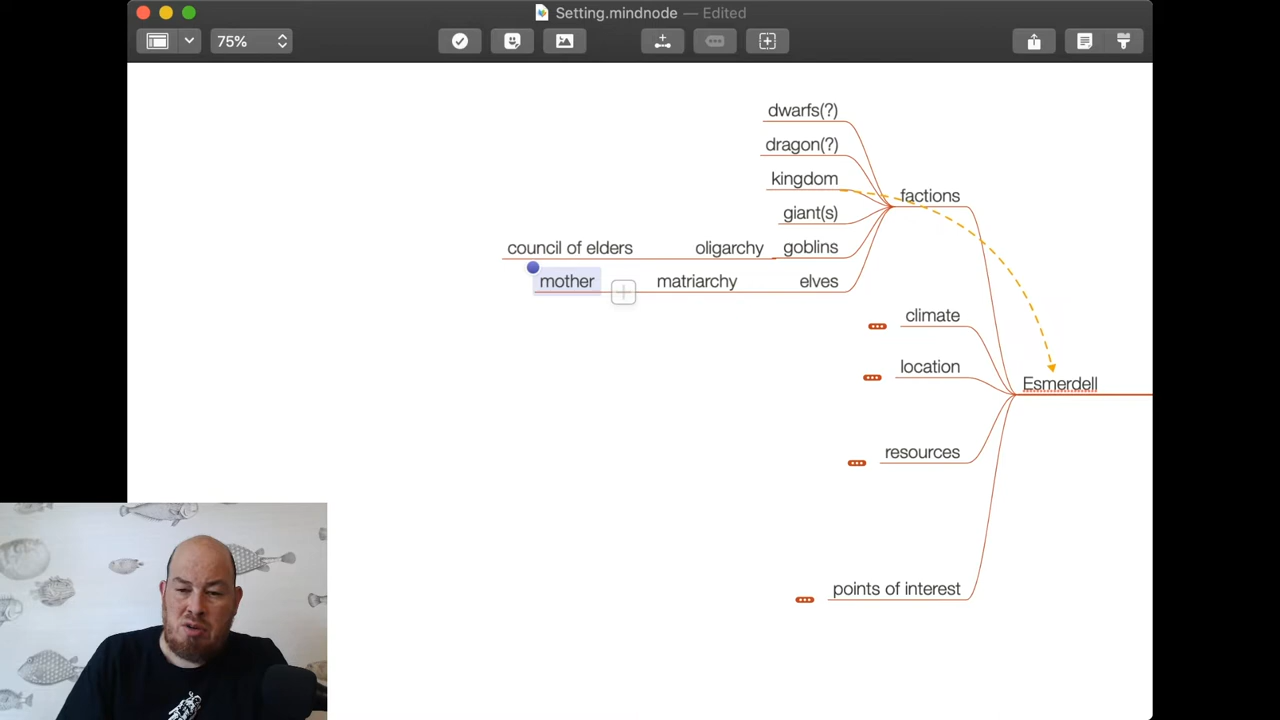 Setting.mindnode — Edited
75%
dwarfs(?)
dragon(?)
kingdom
factions
giant(s)
council of elders oligarchy goblins
mother matriarchy elves
climate
location
Esmerdell
resources
points of interest